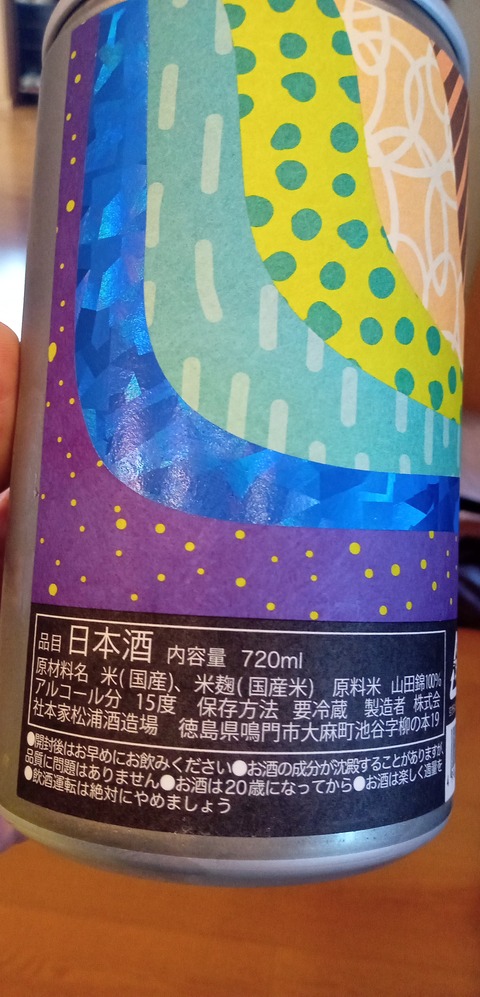 品目 日本酒 内容量 720ml
原材料名 米(国産)、米麹(国産米) 原料米 山田錦100%
アルコール分 15度 保存方法 要冷蔵 製造者 株式会
社本家松浦酒造場 徳島県鳴門市大麻町池谷字柳の本19
●開封後はお早めにお飲みください●お酒の成分が沈殿することがありますが、
品質に問題はありません●お酒は20歳になってから●お酒は楽しく適量を
●飲酒運転は絶対にやめましょう